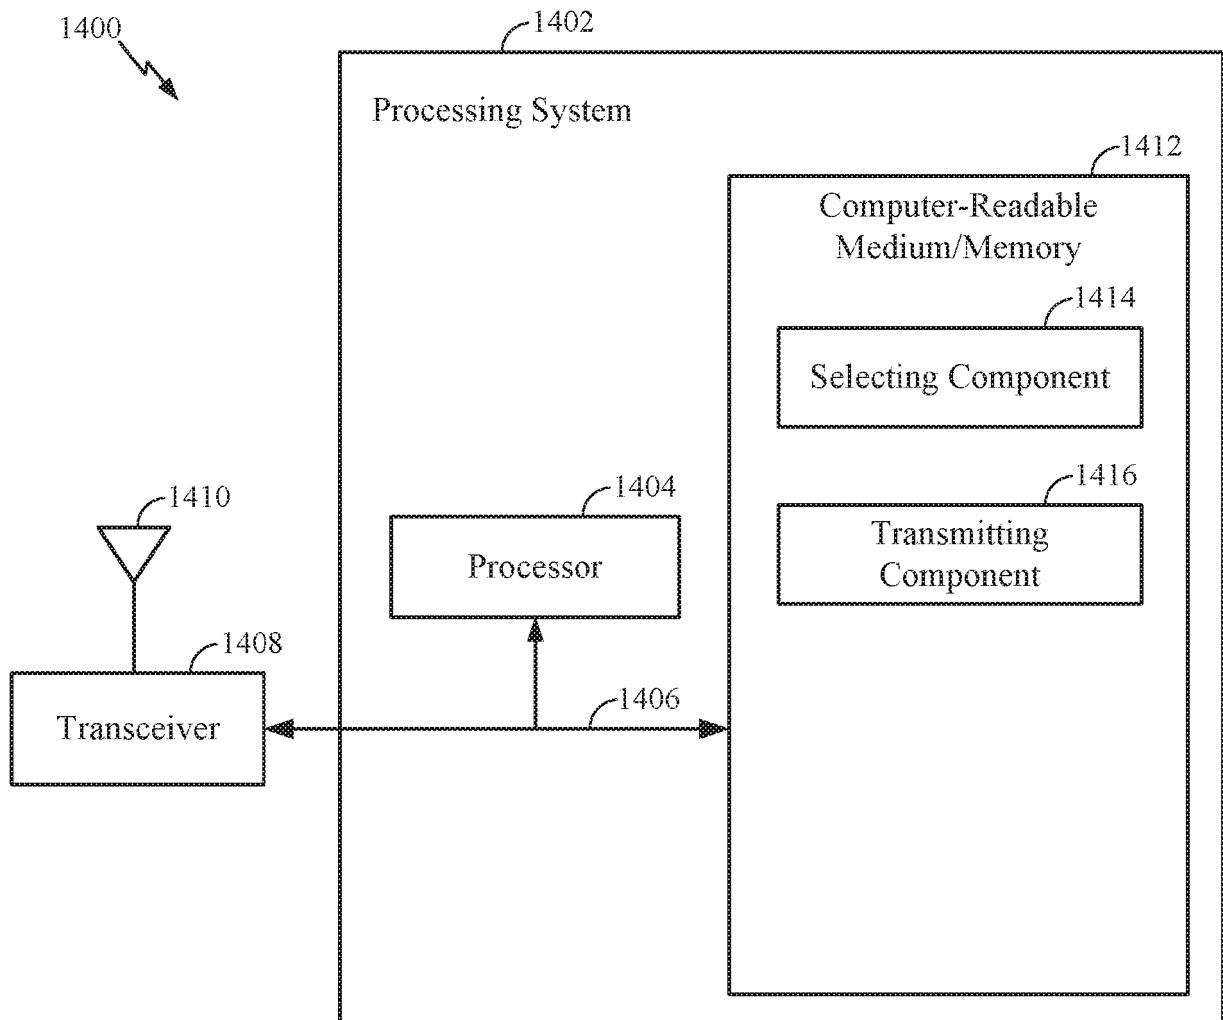 1400
1402
Processing System
1412
Computer-Readable
Medium/Memory
1414
Selecting Component
1416
Transmitting
Component
1404
Processor
1410
1408
Transceiver
1406